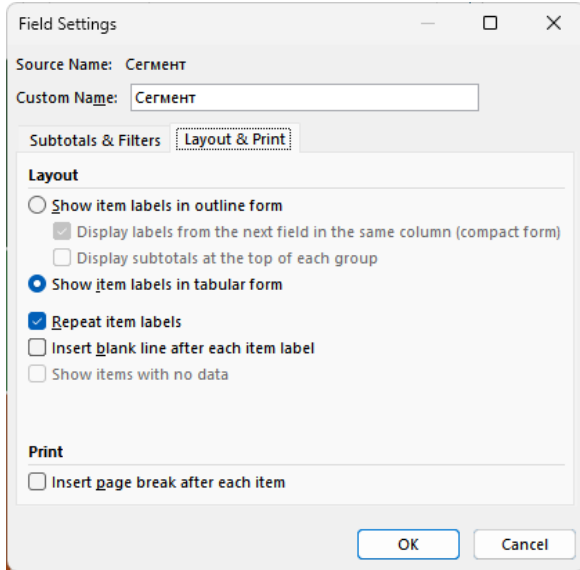 Field Settings
Source Name: Сегмент
Custom Name: Сегмент
Subtotals & Filters Layout & Print
Layout
Show item labels in outline form
Display labels from the next field in the same column (compact form)
Display subtotals at the top of each group
Show item labels in tabular form
Repeat item labels
Insert blank line after each item label
Show items with no data
Print
Insert page break after each item
OK Cancel